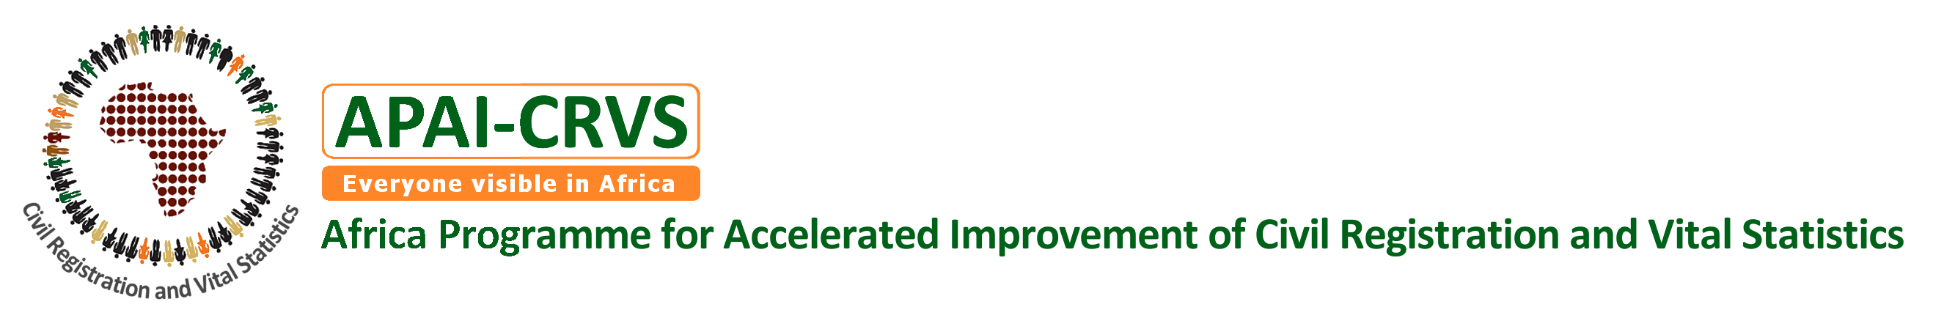 Civil Registration and Vital Statistics
APAI-CRVS
Everyone visible in Africa
Africa Programme for Accelerated Improvement of Civil Registration and Vital Statistics